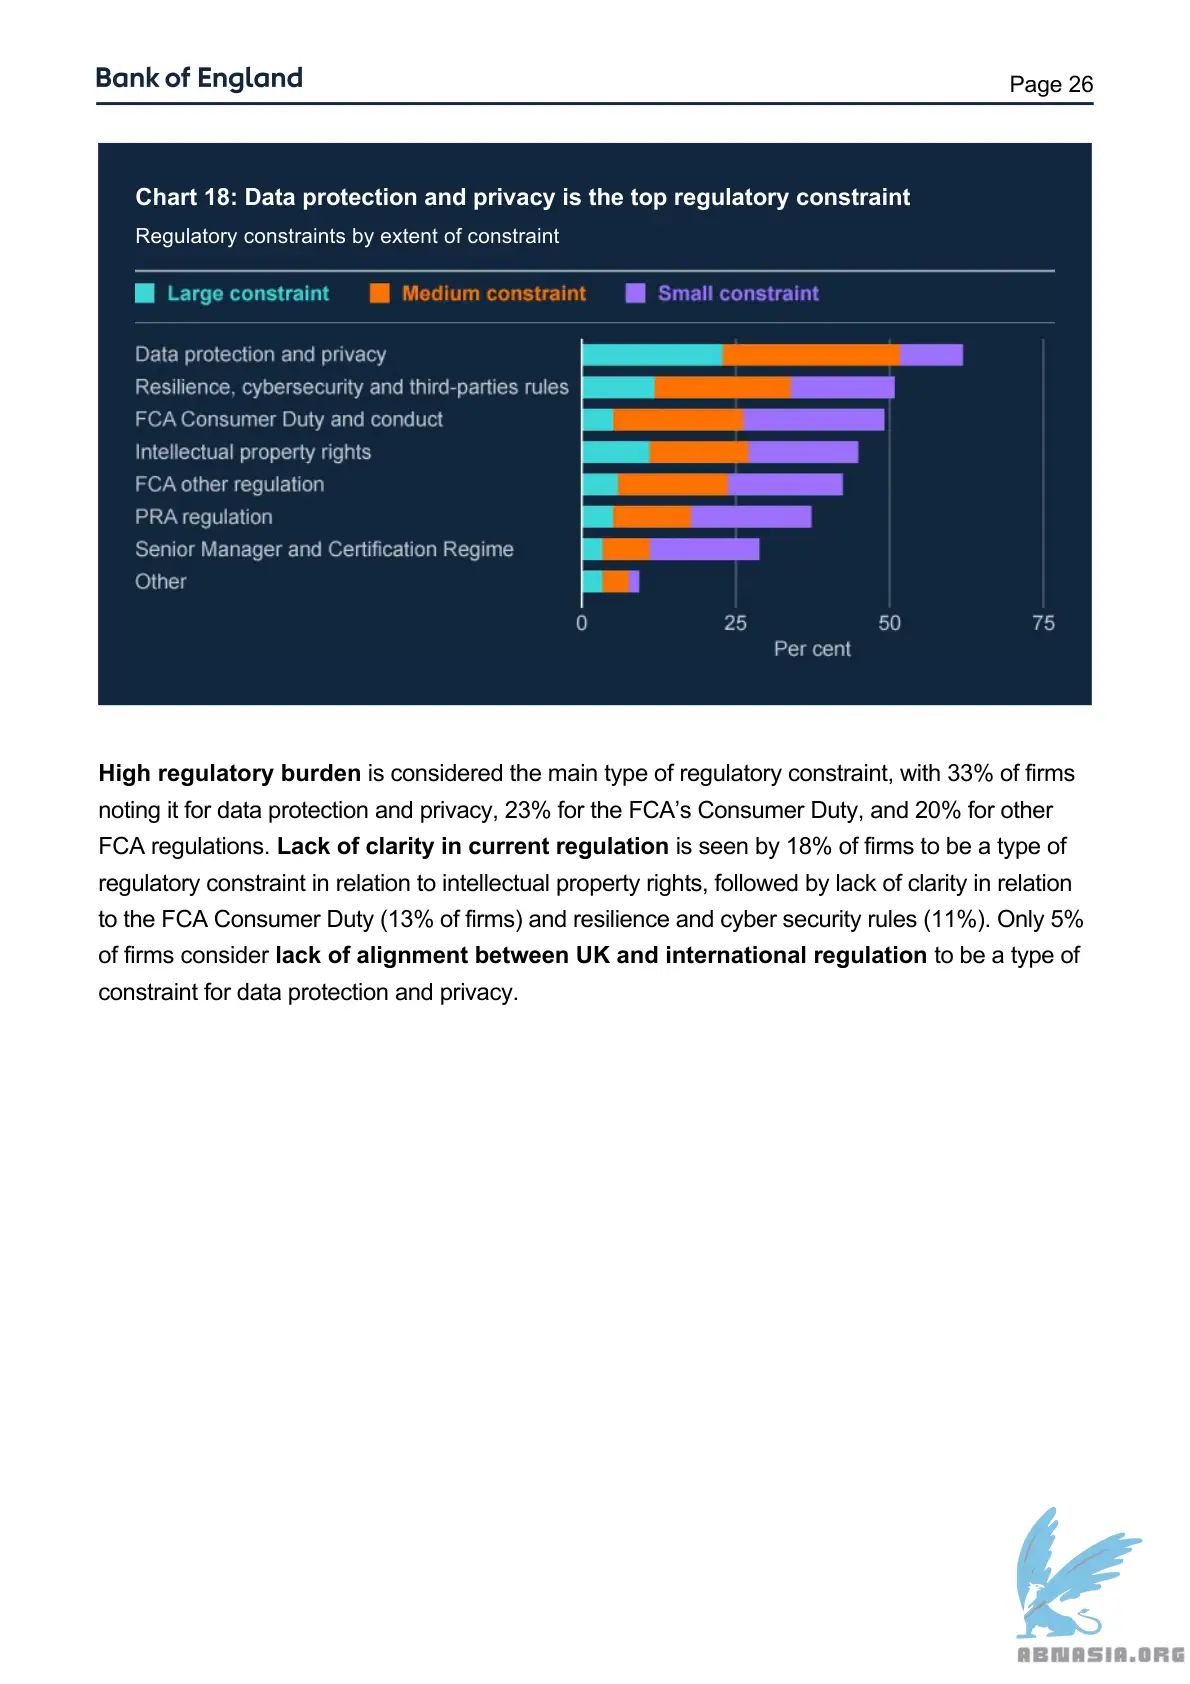 Bank of England
Page 26
Chart 18: Data protection and privacy is the top regulatory constraint
Regulatory constraints by extent of constraint
Large constraint Medium constraint Small constraint
Data protection and privacy
Resilience, cybersecurity and third-parties rules
FCA Consumer Duty and conduct
Intellectual property rights
FCA other regulation
PRA regulation
Senior Manager and Certification Regime
Other
0 25 50 75
Per cent
High regulatory burden is considered the main type of regulatory constraint, with 33% of firms
noting it for data protection and privacy, 23% for the FCA’s Consumer Duty, and 20% for other
FCA regulations. Lack of clarity in current regulation is seen by 18% of firms to be a type of
regulatory constraint in relation to intellectual property rights, followed by lack of clarity in relation
to the FCA Consumer Duty (13% of firms) and resilience and cyber security rules (11%). Only 5%
of firms consider lack of alignment between UK and international regulation to be a type of
constraint for data protection and privacy.
ABNASIA.ORG